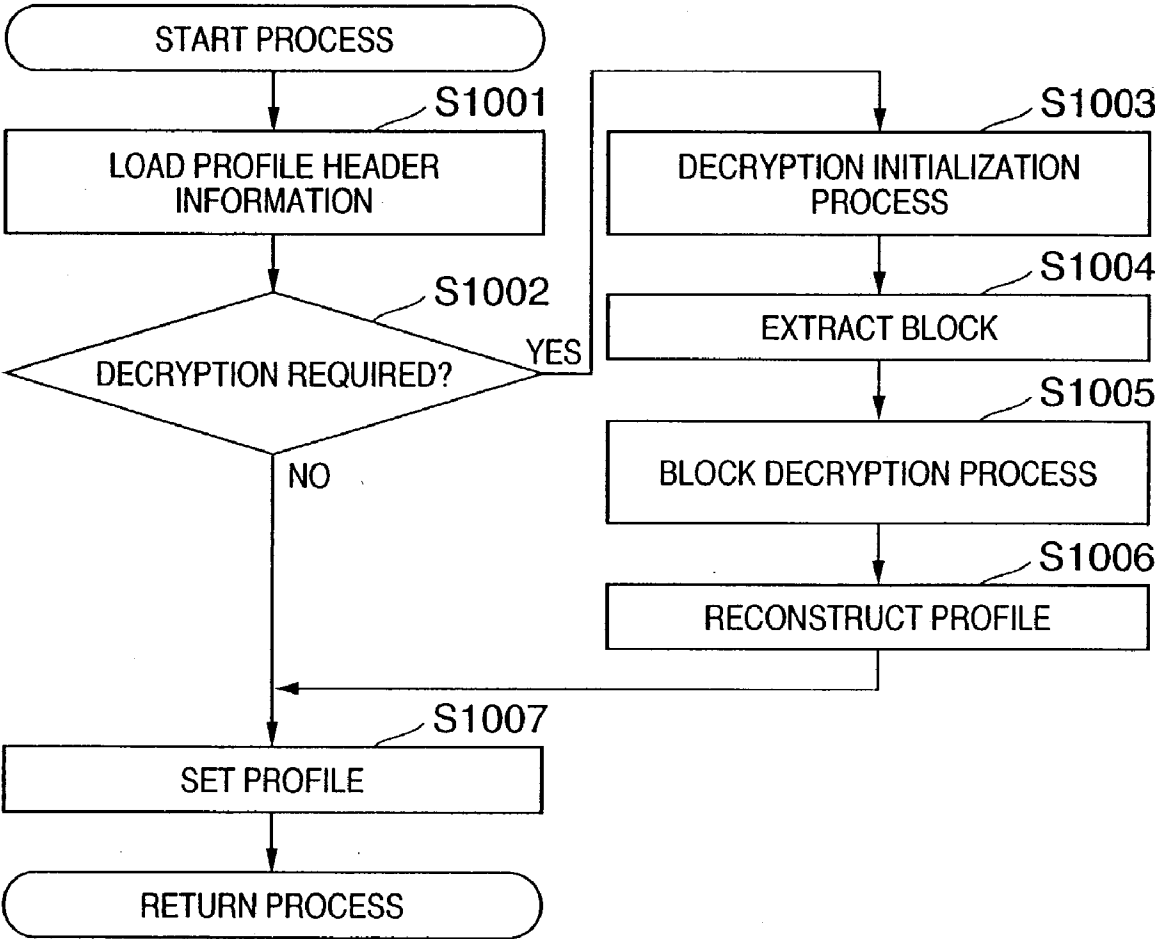 START PROCESS
S1001
LOAD PROFILE HEADER
INFORMATION
S1002
DECRYPTION REQUIRED?
YES
NO
S1003
DECRYPTION INITIALIZATION
PROCESS
S1004
EXTRACT BLOCK
S1005
BLOCK DECRYPTION PROCESS
S1006
RECONSTRUCT PROFILE
S1007
SET PROFILE
RETURN PROCESS